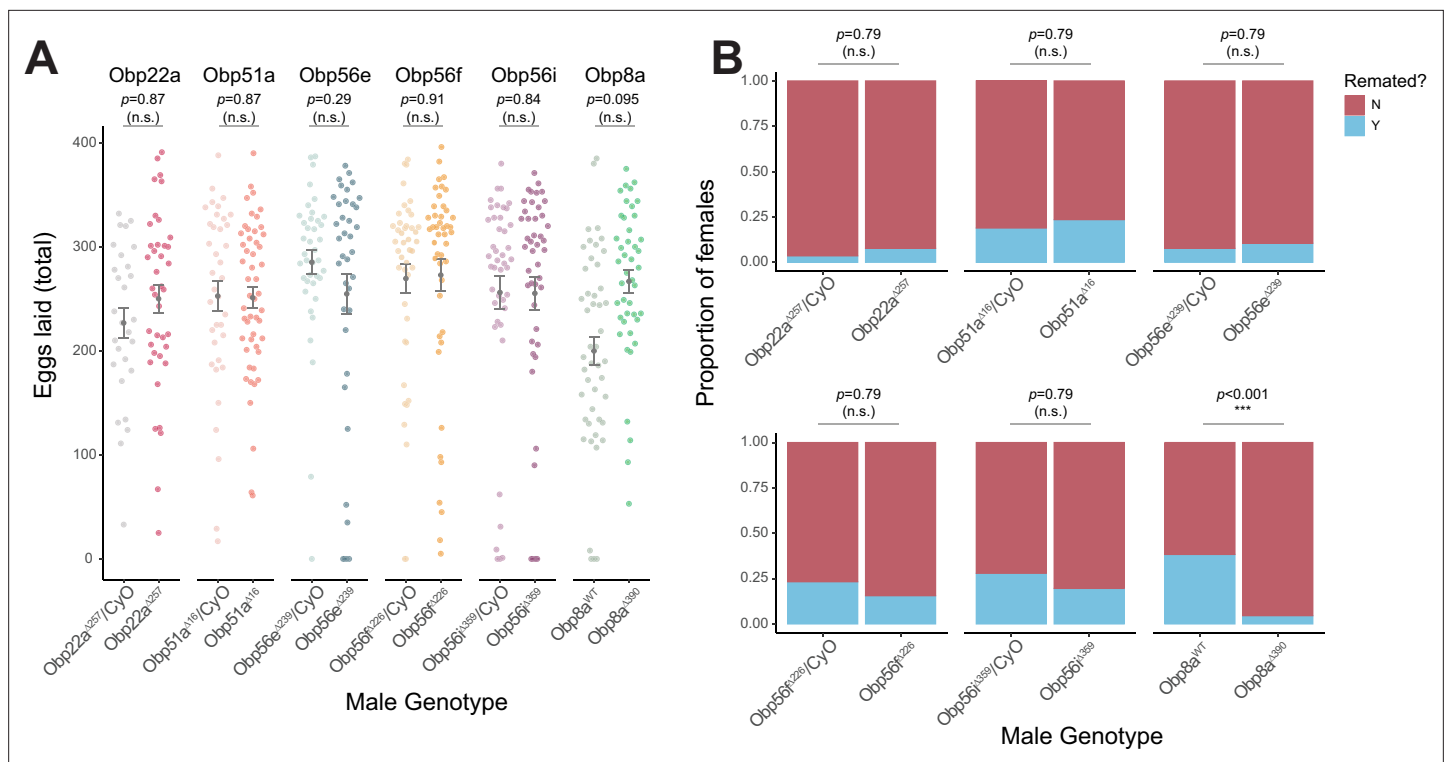 A
Obp22a Obp51a Obp56e Obp56f Obp56i Obp8a
p=0.87 p=0.87 p=0.29 p=0.91 p=0.84 p=0.095
(n.s.) (n.s.) (n.s.) (n.s.) (n.s.) (n.s.)
Eggs laid (total)
400
300
200
100
0
Obp22aΔ257/CyO
Obp22aΔ257
Obp51aΔ16/CyO
Obp51aΔ16
Obp56eΔ239/CyO
Obp56eΔ239
Obp56fΔ226/CyO
Obp56fΔ226
Obp56iΔ359/CyO
Obp56iΔ359
Obp8aWT
Obp8aΔ390
Male Genotype
B
p=0.79 p=0.79 p=0.79
(n.s.) (n.s.) (n.s.)
Remated?
N
Y
Proportion of females
1.00
0.75
0.50
0.25
0.00
Obp22aΔ257/CyO
Obp22aΔ257
Obp51aΔ16/CyO
Obp51aΔ16
Obp56eΔ239/CyO
Obp56eΔ239
p=0.79 p=0.79 p<0.001
(n.s.) (n.s.) ***
1.00
0.75
0.50
0.25
0.00
Obp56fΔ226/CyO
Obp56fΔ226
Obp56iΔ359/CyO
Obp56iΔ359
Obp8aWT
Obp8aΔ390
Male Genotype